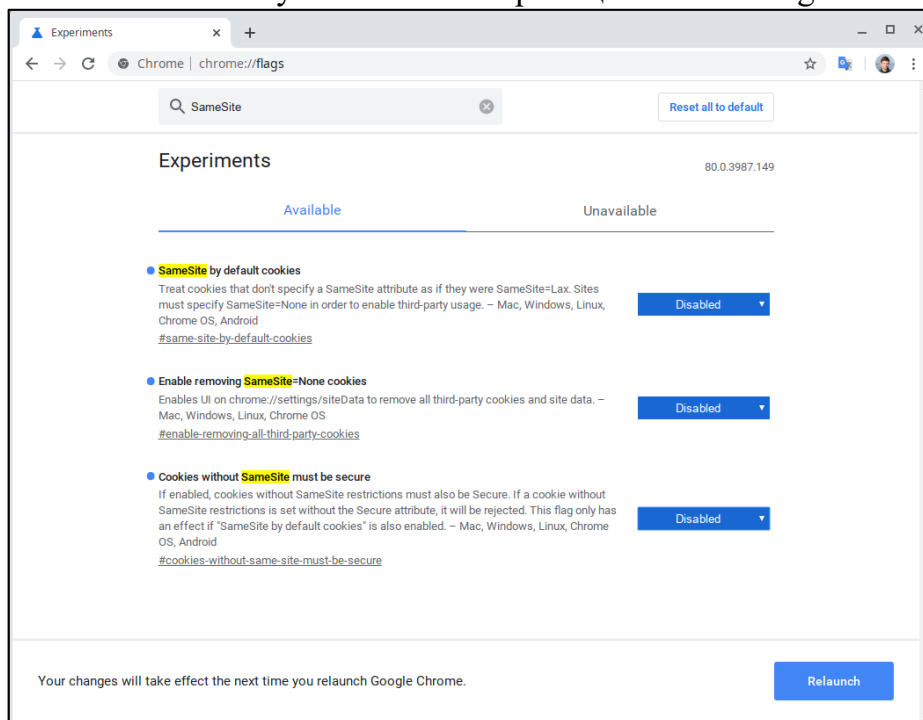 Experiments
Chrome | chrome://flags
SameSite
Reset all to default
Experiments
80.0.3987.149
Available
Unavailable
SameSite by default cookies
Treat cookies that don't specify a SameSite attribute as if they were SameSite=Lax. Sites
must specify SameSite=None in order to enable third-party usage. – Mac, Windows, Linux,
Chrome OS, Android
#same-site-by-default-cookies
Disabled
Enable removing SameSite=None cookies
Enables UI on chrome://settings/siteData to remove all third-party cookies and site data. –
Mac, Windows, Linux, Chrome OS
#enable-removing-all-third-party-cookies
Disabled
Cookies without SameSite must be secure
If enabled, cookies without SameSite restrictions must also be Secure. If a cookie without
SameSite restrictions is set without the Secure attribute, it will be rejected. This flag only has
an effect if "SameSite by default cookies" is also enabled. – Mac, Windows, Linux, Chrome
OS, Android
#cookies-without-same-site-must-be-secure
Disabled
Your changes will take effect the next time you relaunch Google Chrome.
Relaunch